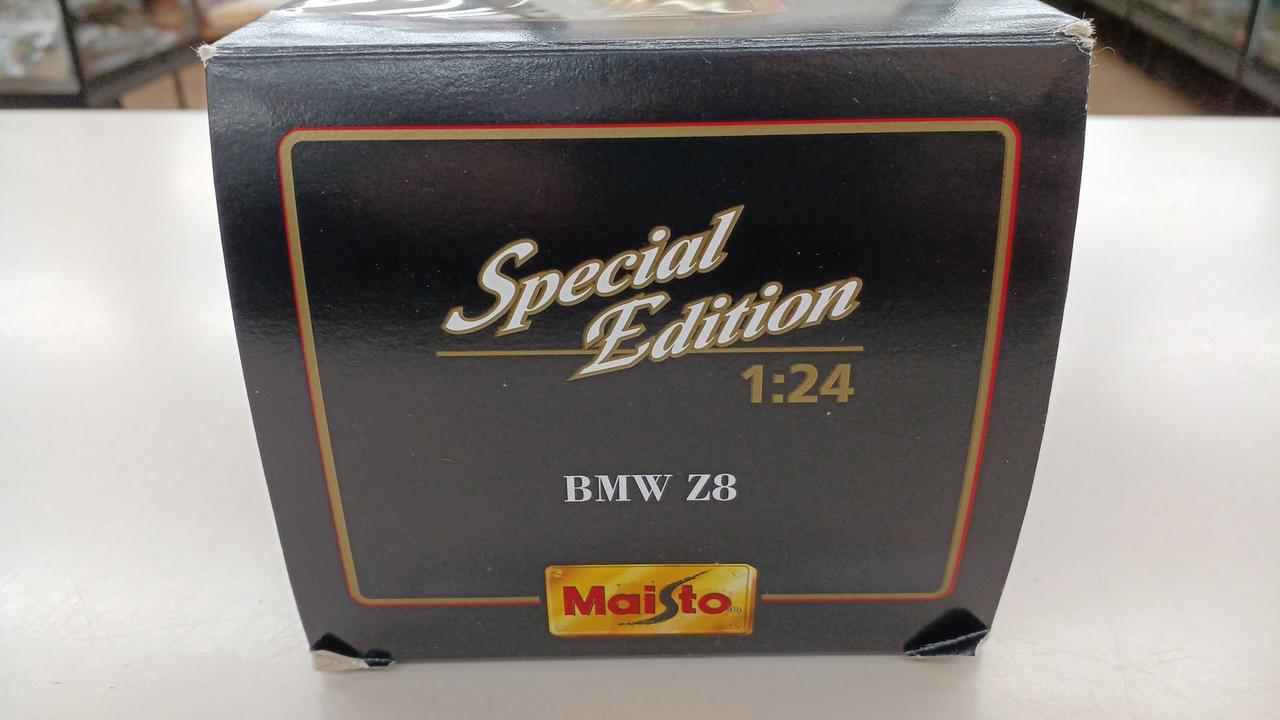 Special
Edition
1:24
BMW Z8
Maisto®